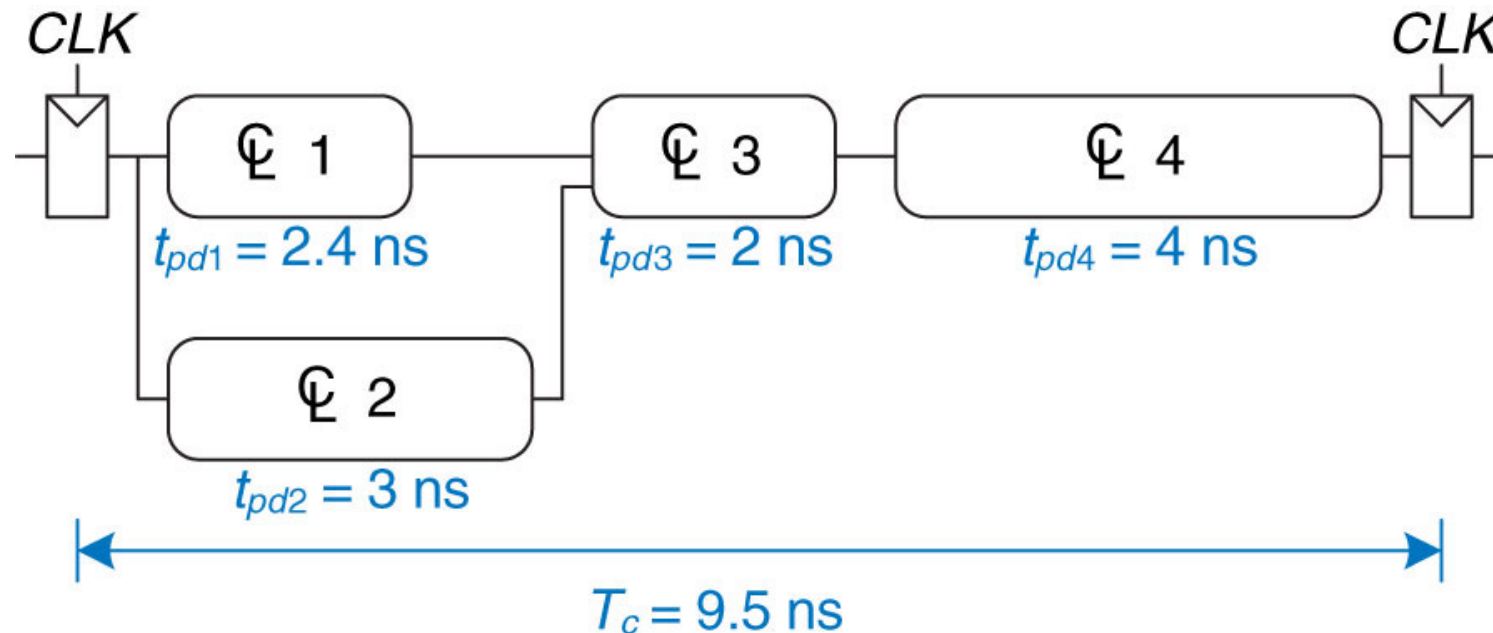 CLK CLK
CL 1 CL 3 CL 4
tpd1 = 2.4 ns tpd3 = 2 ns tpd4 = 4 ns
CL 2
tpd2 = 3 ns
Tc = 9.5 ns